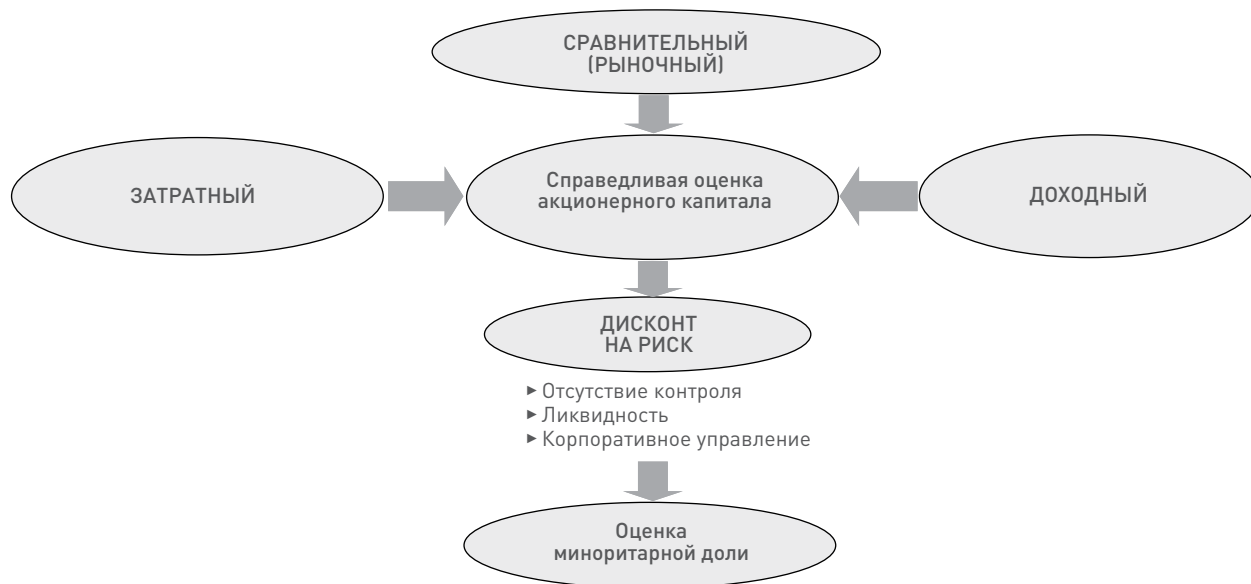 СРАВНИТЕЛЬНЫЙ
(РЫНОЧНЫЙ)
ЗАТРАТНЫЙ
Справедливая оценка
акционерного капитала
ДОХОДНЫЙ
ДИСКОНТ
НА РИСК
▸ Отсутствие контроля
▸ Ликвидность
▸ Корпоративное управление
Оценка
миноритарной доли